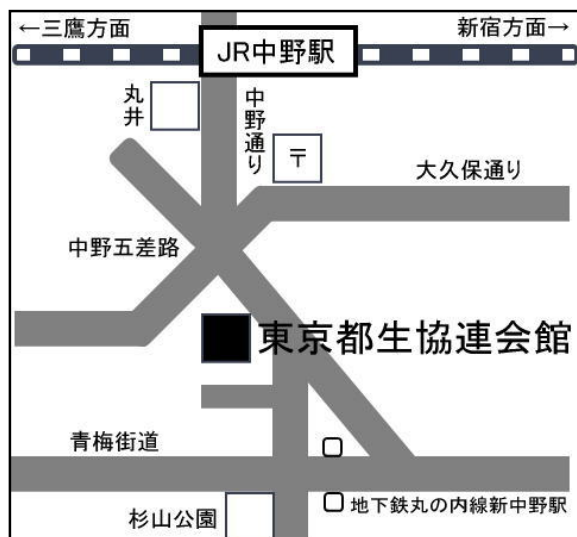 ←三鷹方面
新宿方面→
JR中野駅
丸井
中野通り
〒
大久保通り
中野五差路
東京都生協連会館
青梅街道
地下鉄丸の内線新中野駅
杉山公園